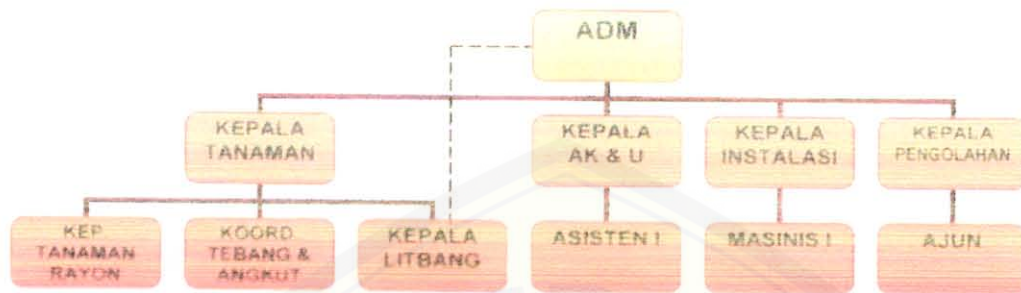 ADM
KEPALA
TANAMAN
KEPALA
AK & U
KEPALA
INSTALASI
KEPALA
PENGOLAHAN
KEP
TANAMAN
RAYON
KOORD
TEBANG &
ANGKUT
KEPALA
LITBANG
ASISTEN I
MASINIS I
AJUN